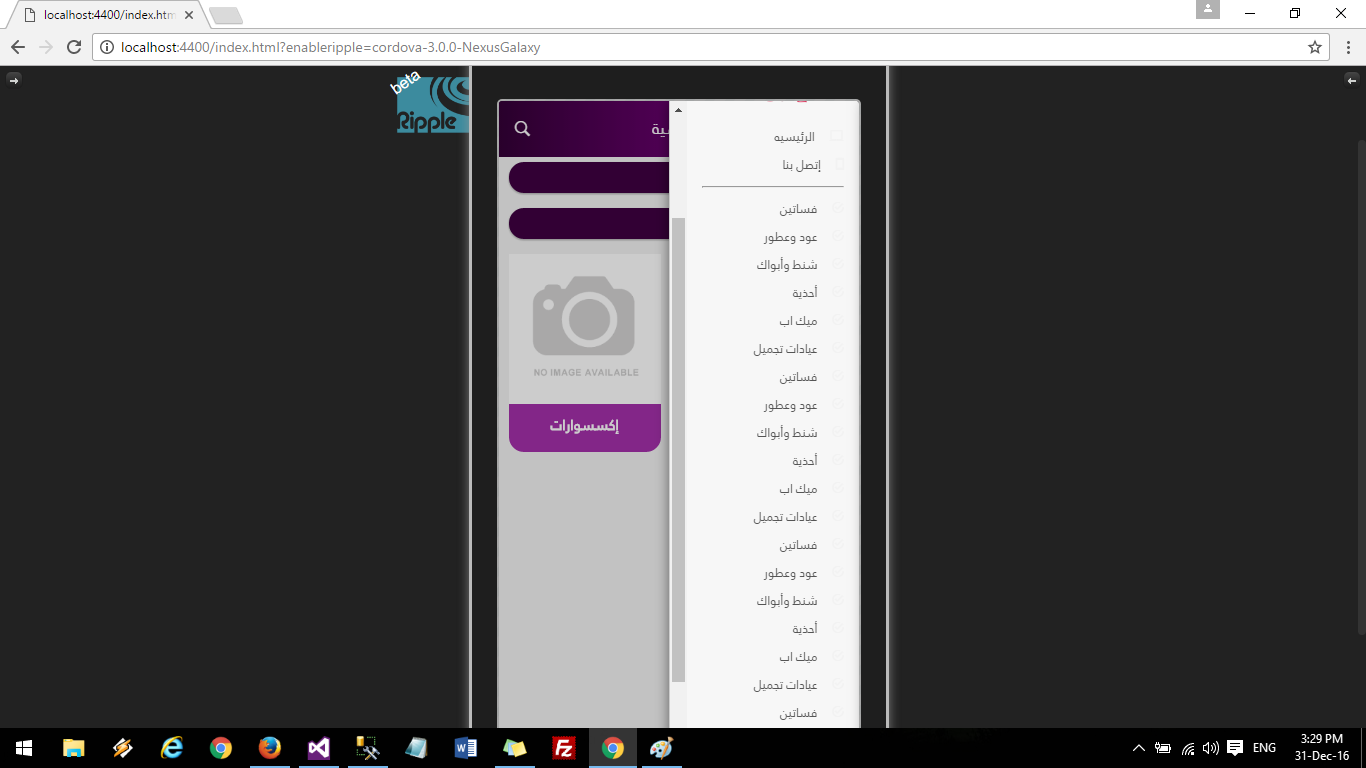 localhost:4400/index.htm
localhost:4400/index.html?enableripple=cordova-3.0.0-NexusGalaxy
beta
Ripple
الرئيسيه
إتصل بنا
فساتين
عود وعطور
شنط وأبواك
أحذية
ميك اب
عيادات تجميل
فساتين
عود وعطور
شنط وأبواك
أحذية
ميك اب
عيادات تجميل
فساتين
عود وعطور
شنط وأبواك
أحذية
ميك اب
عيادات تجميل
فساتين
NO IMAGE AVAILABLE
إكسسوارات
ENG
3:29 PM
31-Dec-16